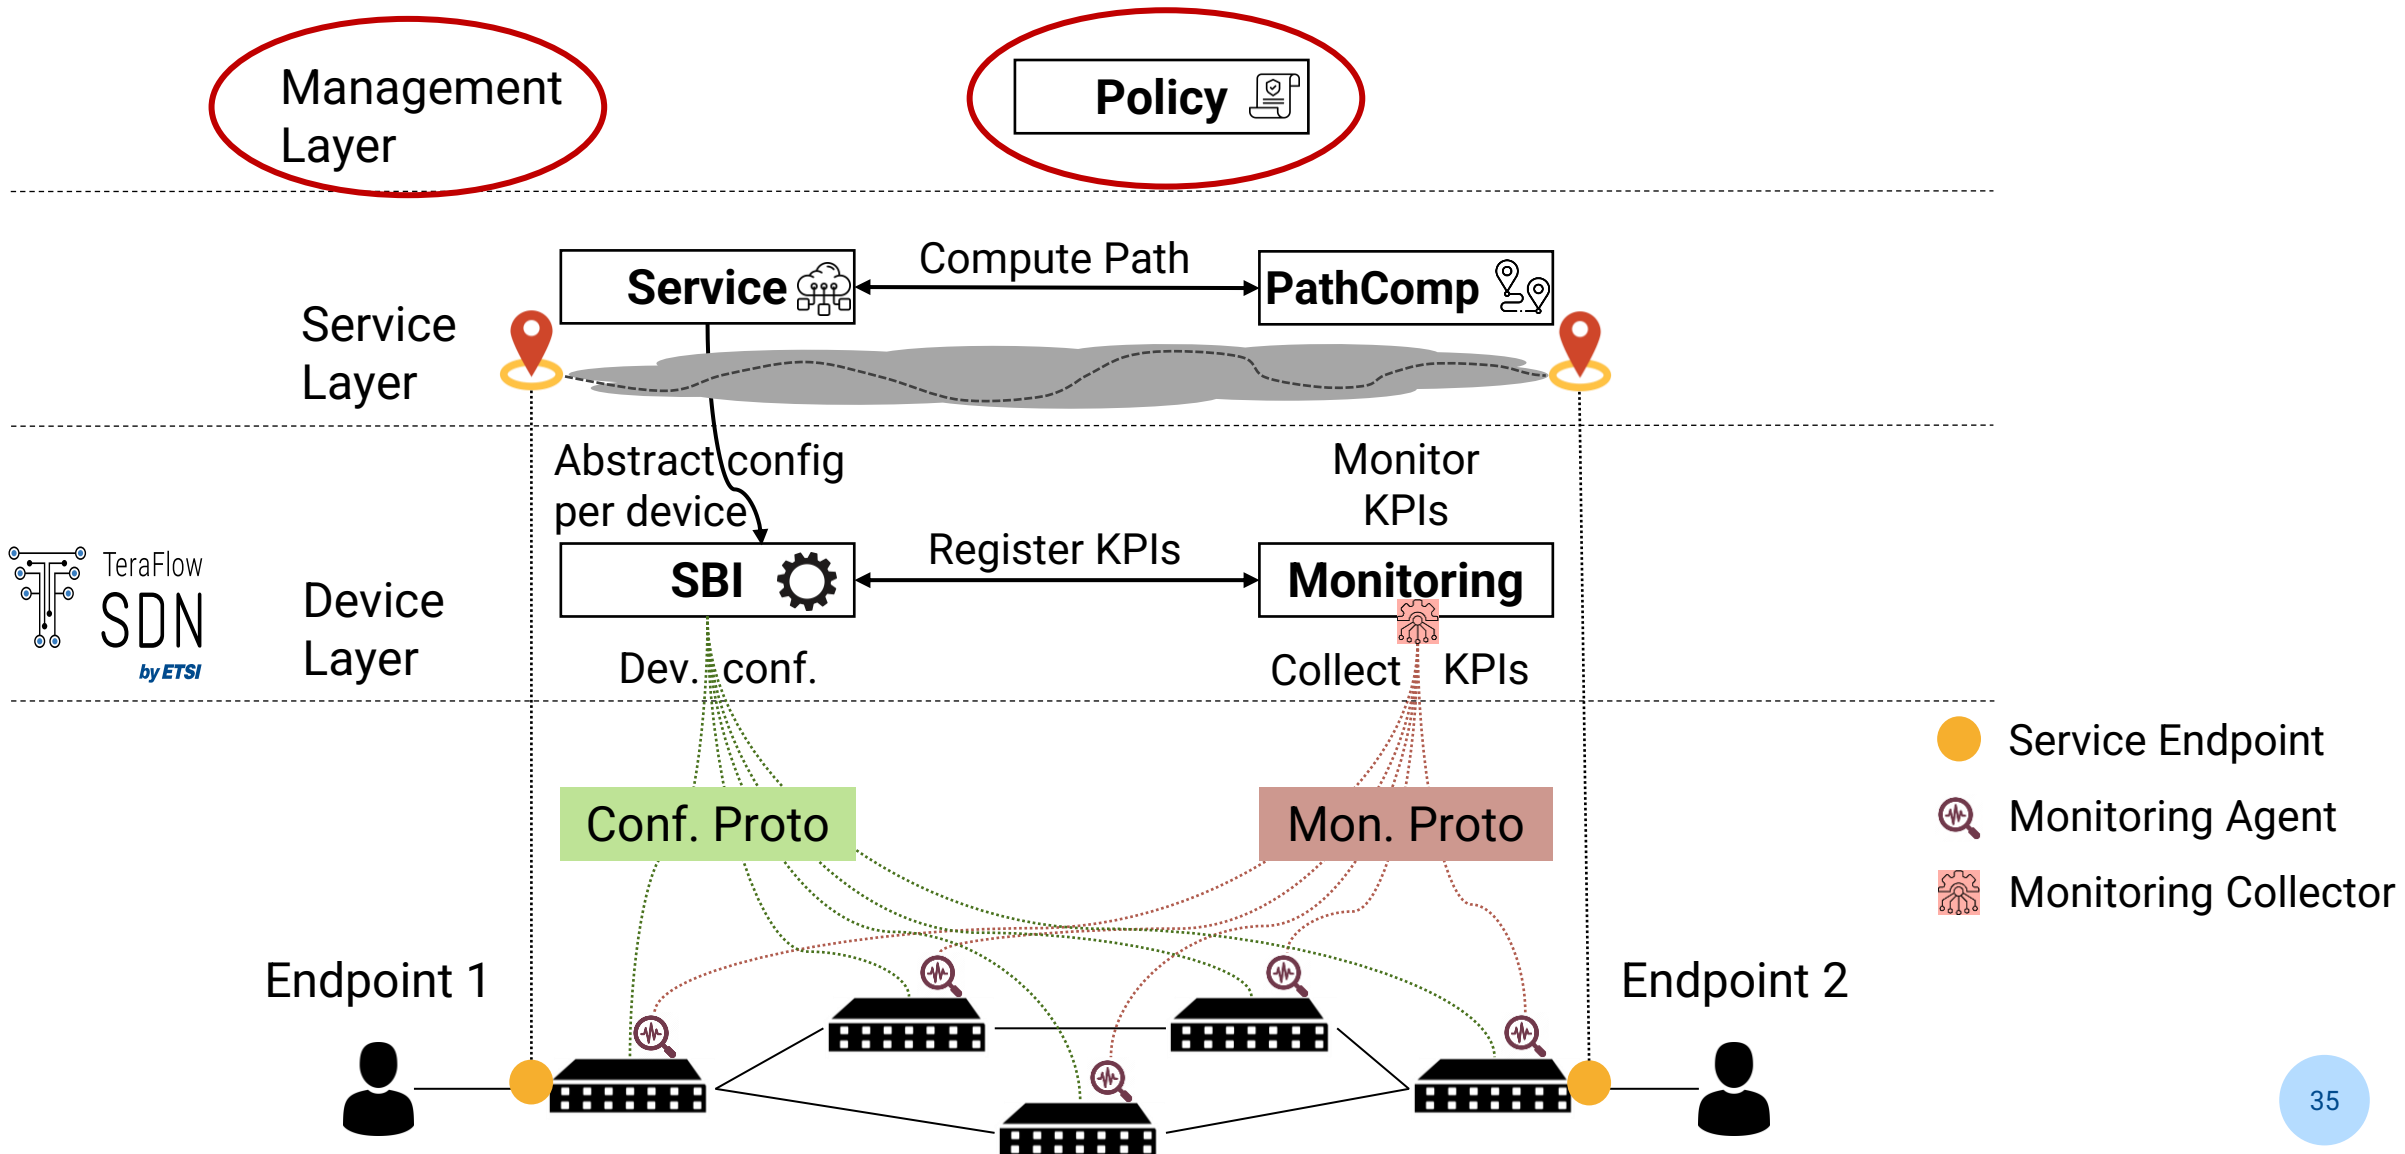 Management
Layer
Policy
Service
Compute Path
PathComp
Service
Layer
Abstract config
per device
Monitor
KPIs
TeraFlow
SDN
by ETSI
Device
Layer
SBI
Register KPIs
Monitoring
Dev. conf.
Collect KPIs
Conf. Proto
Mon. Proto
Service Endpoint
Monitoring Agent
Monitoring Collector
Endpoint 1
Endpoint 2
35